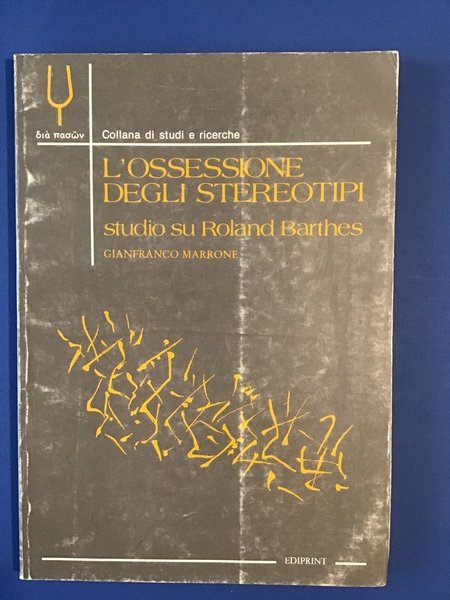 διὰ πασῶν
Collana di studi e ricerche
L'OSSESSIONE
DEGLI STEREOTIPI
studio su Roland Barthes
GIANFRANCO MARRONE
EDIPRINT